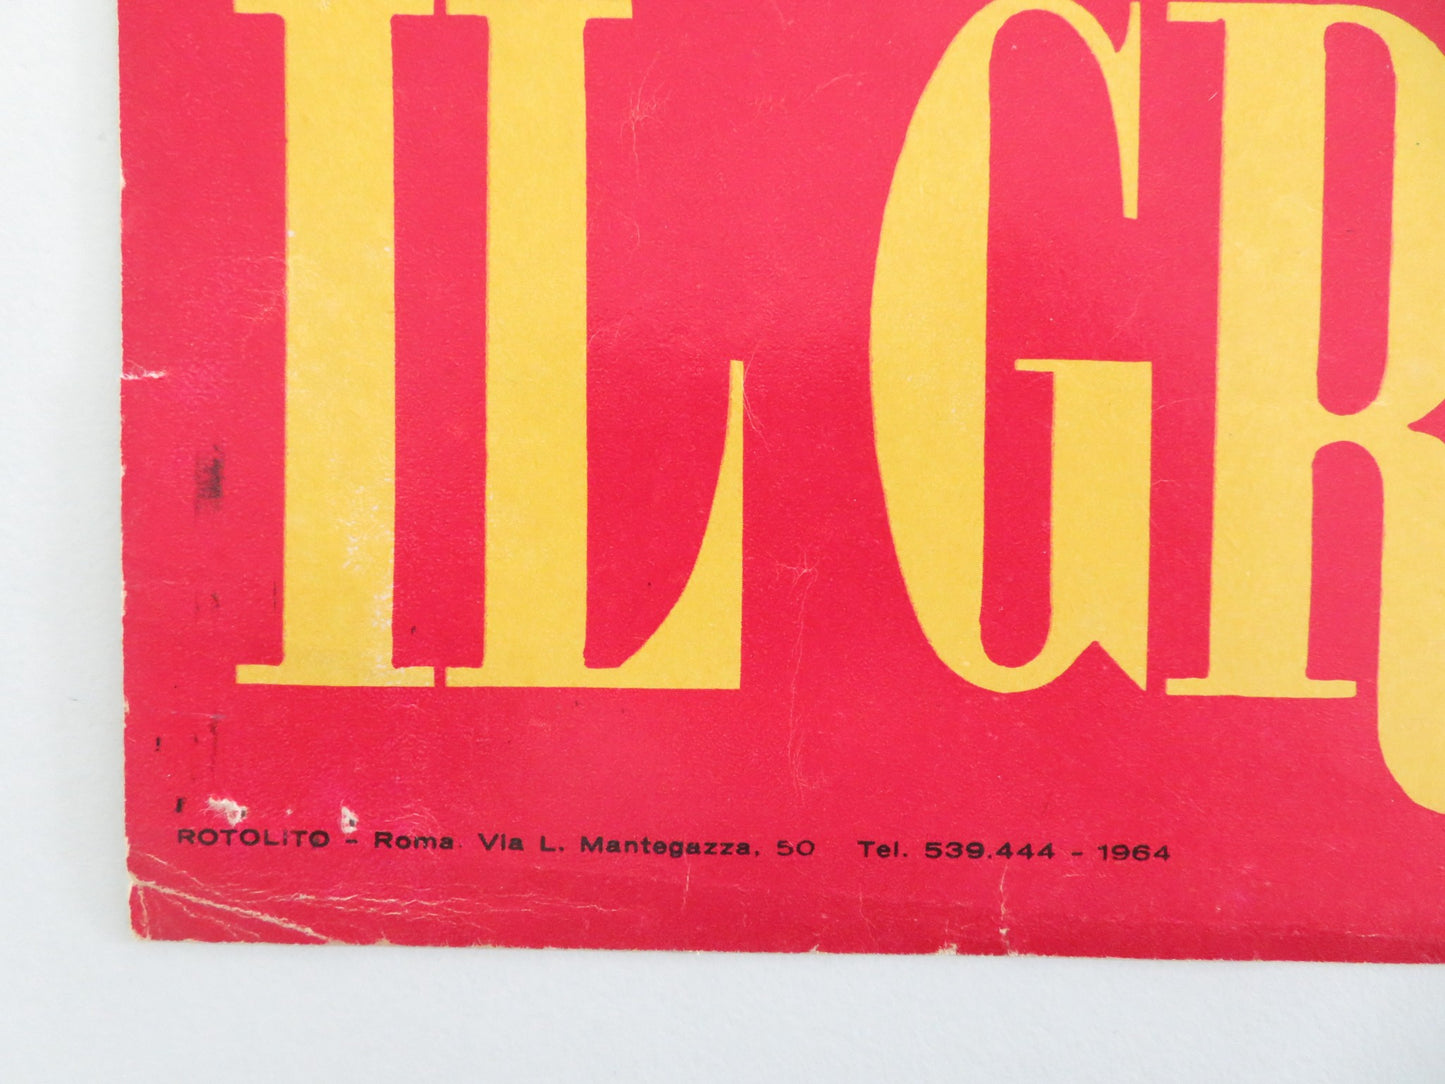 IL GR
ROTOLITO - Roma. Via L. Mantegazza, 50 Tel. 539.444 - 1964